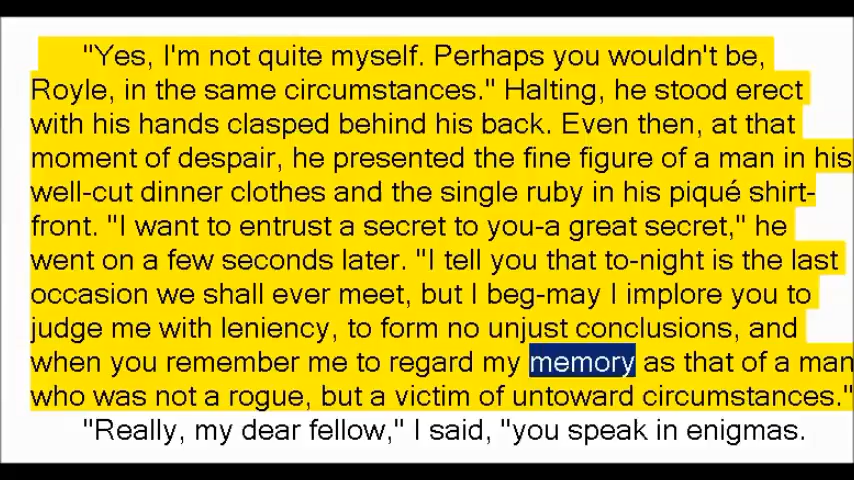 "Yes, I'm not quite myself. Perhaps you wouldn't be,
Royle, in the same circumstances." Halting, he stood erect
with his hands clasped behind his back. Even then, at that
moment of despair, he presented the fine figure of a man in his
well-cut dinner clothes and the single ruby in his piqué shirt-
front. "I want to entrust a secret to you-a great secret," he
went on a few seconds later. "I tell you that to-night is the last
occasion we shall ever meet, but I beg-may I implore you to
judge me with leniency, to form no unjust conclusions, and
when you remember me to regard my memory as that of a man
who was not a rogue, but a victim of untoward circumstances."
"Really, my dear fellow," I said, "you speak in enigmas.